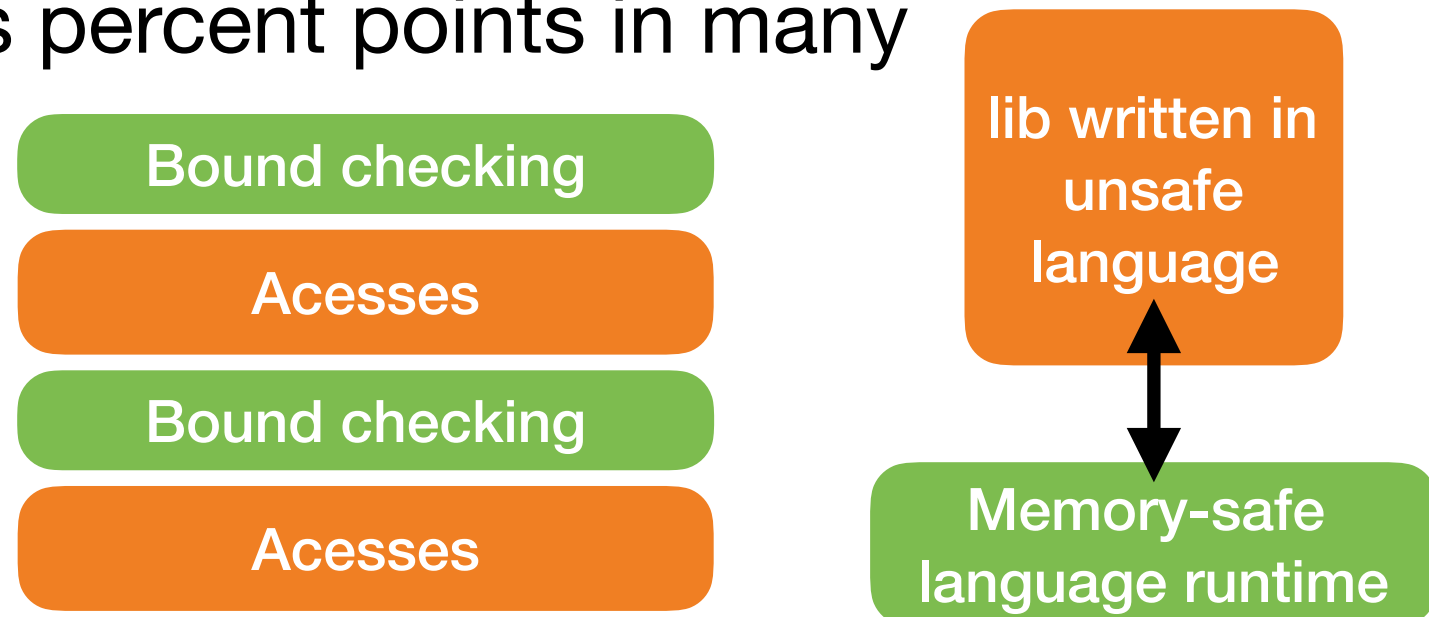 s percent points in many
Bound checking
Acesses
Bound checking
Acesses
lib written in
unsafe
language
Memory-safe
language runtime